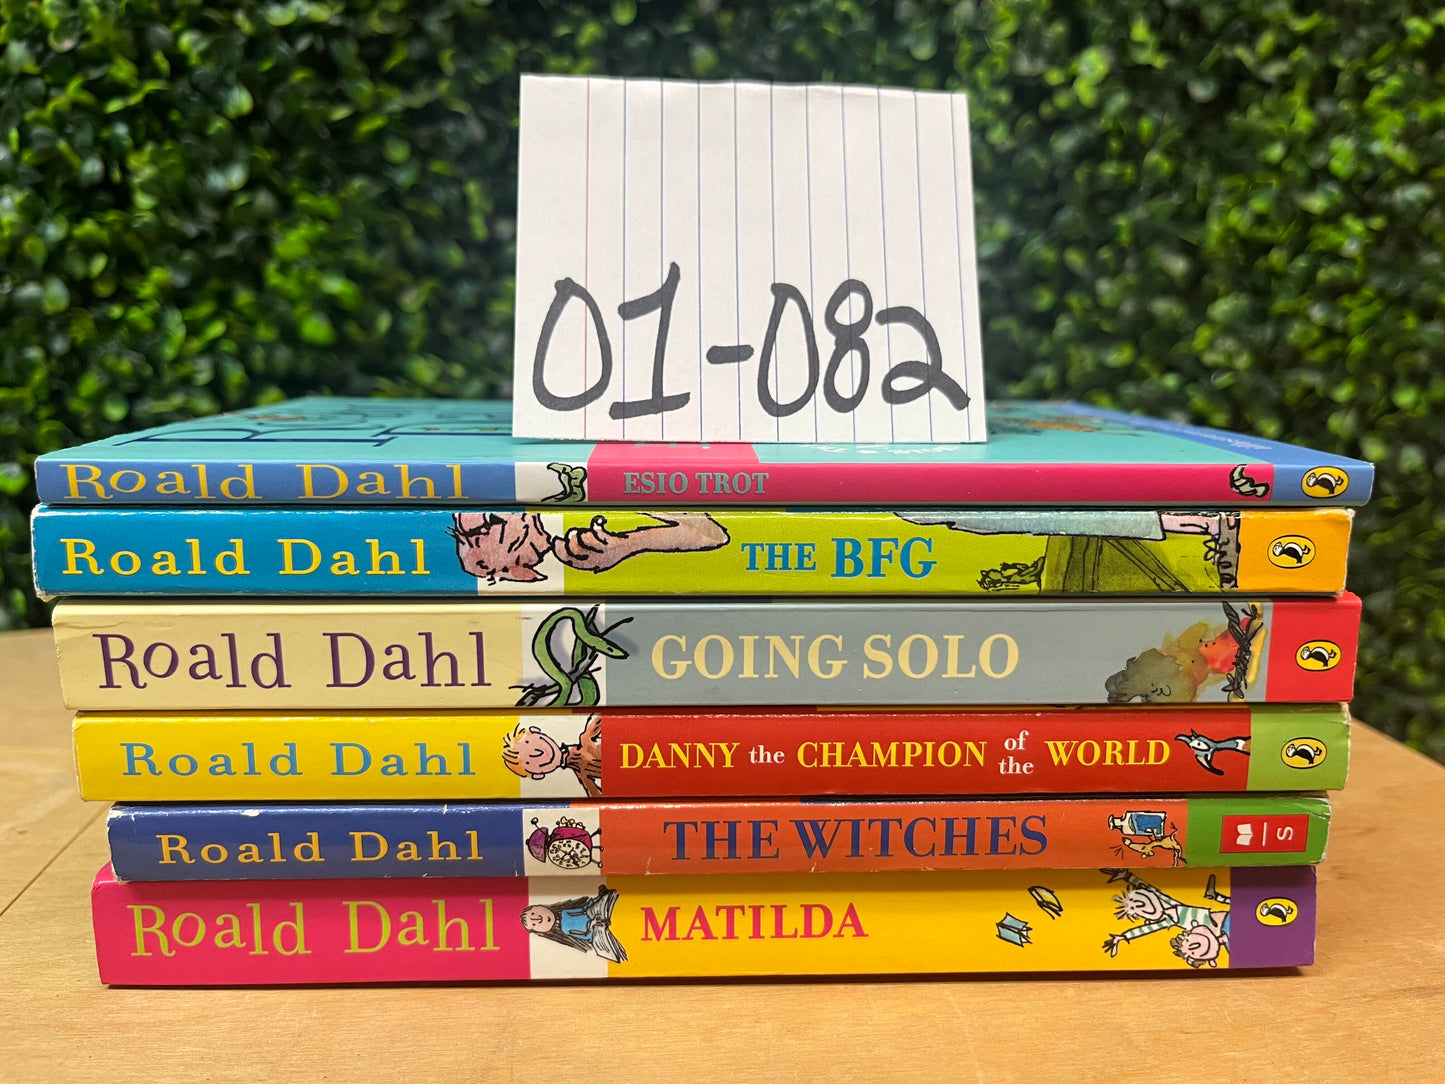 01-082
Roald Dahl ESIO TROT
Roald Dahl THE BFG
Roald Dahl GOING SOLO
Roald Dahl DANNY the CHAMPION of the WORLD
Roald Dahl THE WITCHES S
Roald Dahl MATILDA